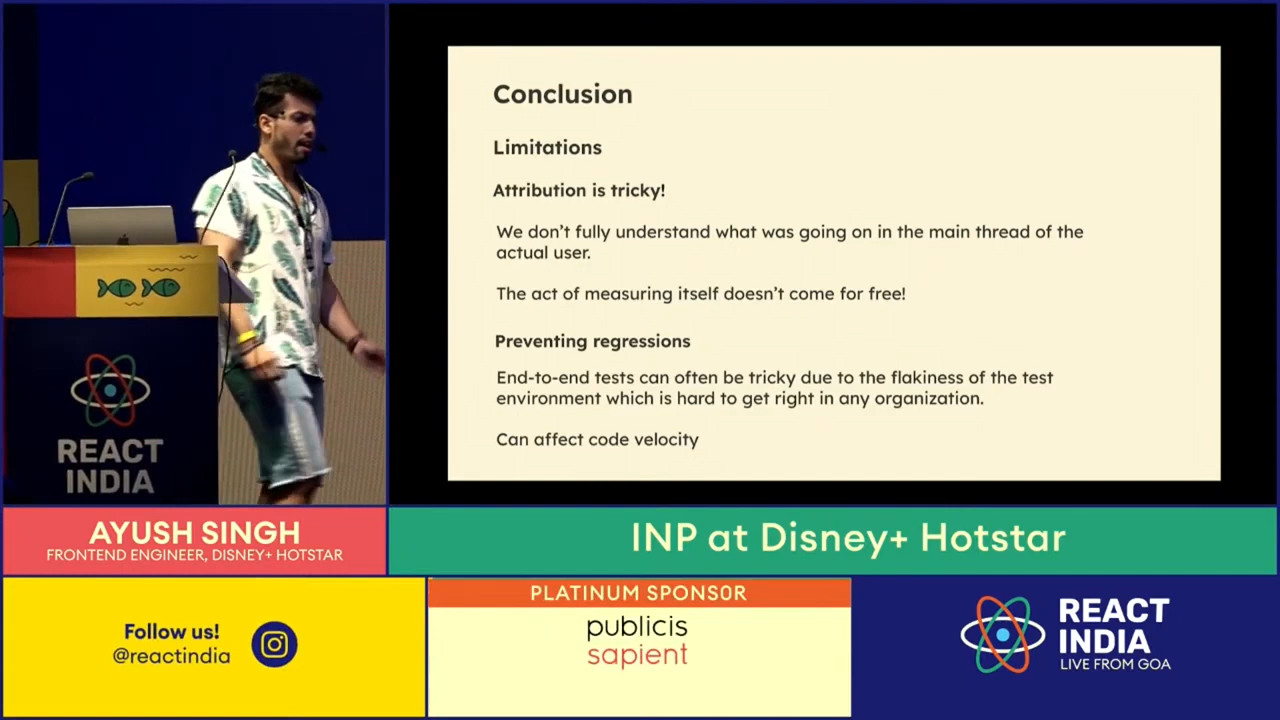 Conclusion
Limitations
Attribution is tricky!
We don’t fully understand what was going on in the main thread of the
actual user.
The act of measuring itself doesn’t come for free!
Preventing regressions
End-to-end tests can often be tricky due to the flakiness of the test
environment which is hard to get right in any organization.
Can affect code velocity
REACT
INDIA
AYUSH SINGH
FRONTEND ENGINEER, DISNEY+ HOTSTAR
INP at Disney+ Hotstar
Follow us!
@reactindia
PLATINUM SPONSOR
publicis
sapient
REACT
INDIA
LIVE FROM GOA